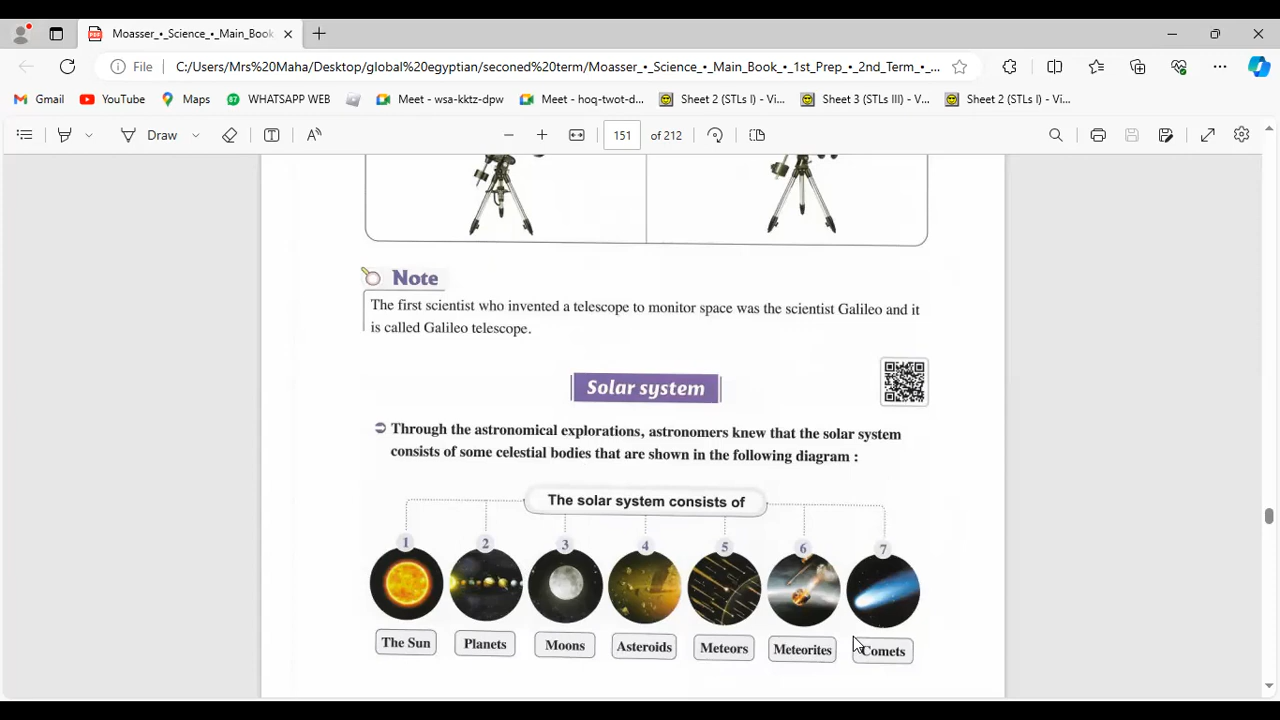 Moasser_•_Science_•_Main_Book
File
C:/Users/Mrs%20Maha/Desktop/global%20egyptian/seconed%20term/Moasser_•_Science_•_Main_Book_•_1st_Prep_•_2nd_Term_•_...
Gmail
YouTube
Maps
WHATSAPP WEB
Meet - wsa-kktz-dpw
Meet - hoq-twot-d...
Sheet 2 (STLs I) - Vi...
Sheet 3 (STLs III) - V...
Sheet 2 (STLs I) - Vi...
Draw
151
of 212
Note
The first scientist who invented a telescope to monitor space was the scientist Galileo and it
is called Galileo telescope.
Solar system
Through the astronomical explorations, astronomers knew that the solar system
consists of some celestial bodies that are shown in the following diagram :
The solar system consists of
1 2 3 4 5 6 7
The Sun Planets Moons Asteroids Meteors Meteorites Comets